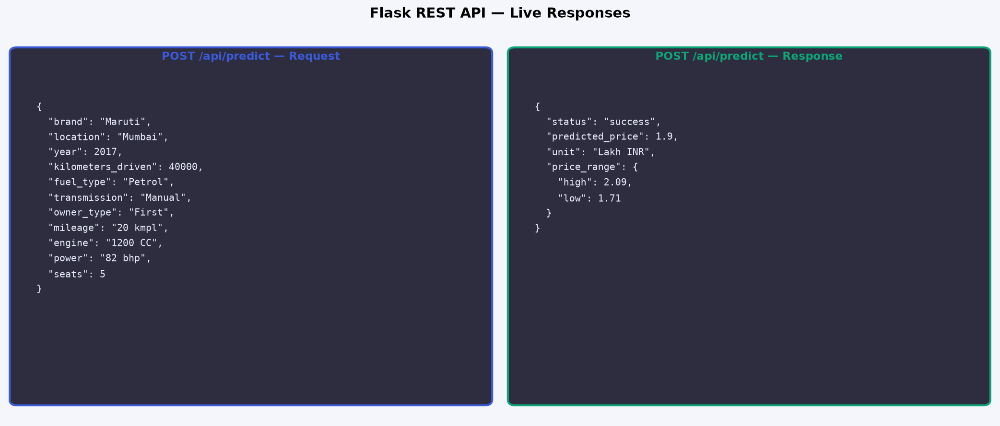 Flask REST API — Live Responses
POST /api/predict — Request
{
  "brand": "Maruti",
  "location": "Mumbai",
  "year": 2017,
  "kilometers_driven": 40000,
  "fuel_type": "Petrol",
  "transmission": "Manual",
  "owner_type": "First",
  "mileage": "20 kmpl",
  "engine": "1200 CC",
  "power": "82 bhp",
  "seats": 5
}
POST /api/predict — Response
{
  "status": "success",
  "predicted_price": 1.9,
  "unit": "Lakh INR",
  "price_range": {
    "high": 2.09,
    "low": 1.71
  }
}